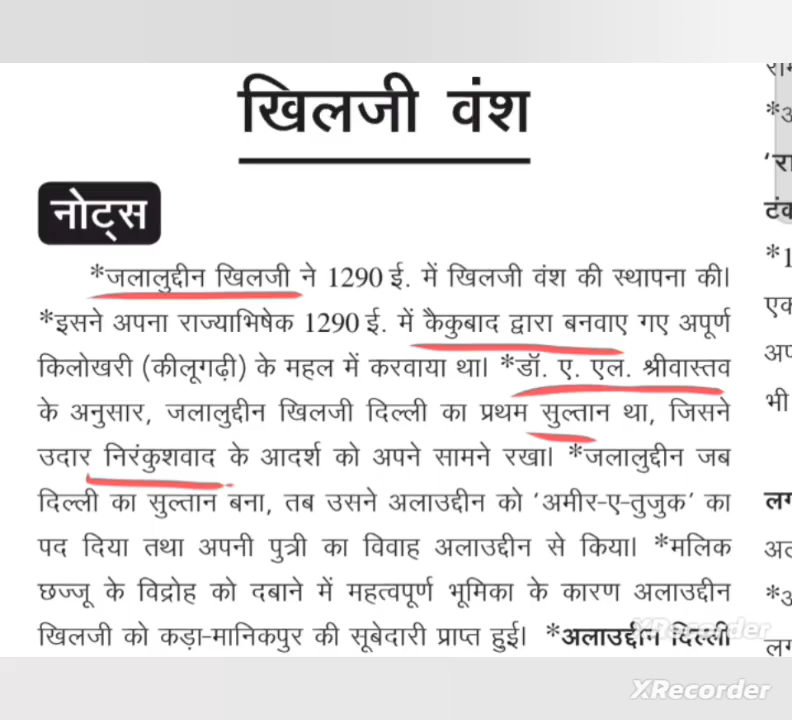 खिलजी वंश
नोट्स
*जलालुद्दीन खिलजी ने 1290 ई. में खिलजी वंश की स्थापना की।
*इसने अपना राज्याभिषेक 1290 ई. में कैकुबाद द्वारा बनवाए गए अपूर्ण
किलोखरी (कीलूगढ़ी) के महल में करवाया था। *डॉ. ए. एल. श्रीवास्तव
के अनुसार, जलालुद्दीन खिलजी दिल्ली का प्रथम सुल्तान था, जिसने
उदार निरंकुशवाद के आदर्श को अपने सामने रखा। *जलालुद्दीन जब
दिल्ली का सुल्तान बना, तब उसने अलाउद्दीन को ‘अमीर-ए-तुजुक’ का
पद दिया तथा अपनी पुत्री का विवाह अलाउद्दीन से किया। *मलिक
छज्जू के विद्रोह को दबाने में महत्वपूर्ण भूमिका के कारण अलाउद्दीन
खिलजी को कड़ा-मानिकपुर की सूबेदारी प्राप्त हुई। *अलाउद्दीन दिल्ली
*1
भी
XRecorder
XRecorder